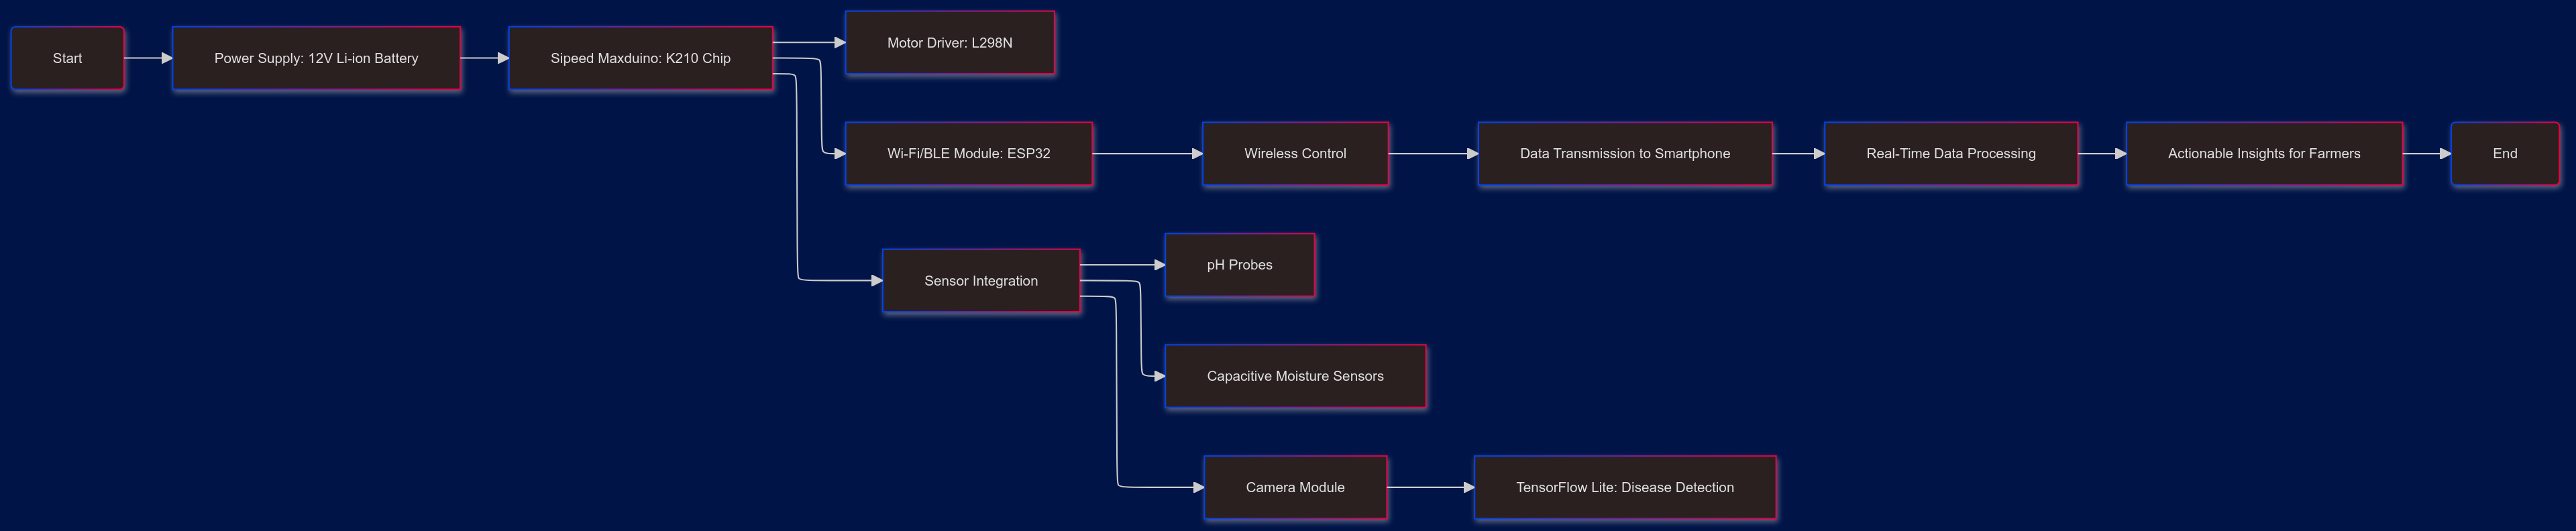 Start
Power Supply: 12V Li-ion Battery
Sipeed Maxduino: K210 Chip
Motor Driver: L298N
Wi-Fi/BLE Module: ESP32
Wireless Control
Data Transmission to Smartphone
Real-Time Data Processing
Actionable Insights for Farmers
End
Sensor Integration
pH Probes
Capacitive Moisture Sensors
Camera Module
TensorFlow Lite: Disease Detection